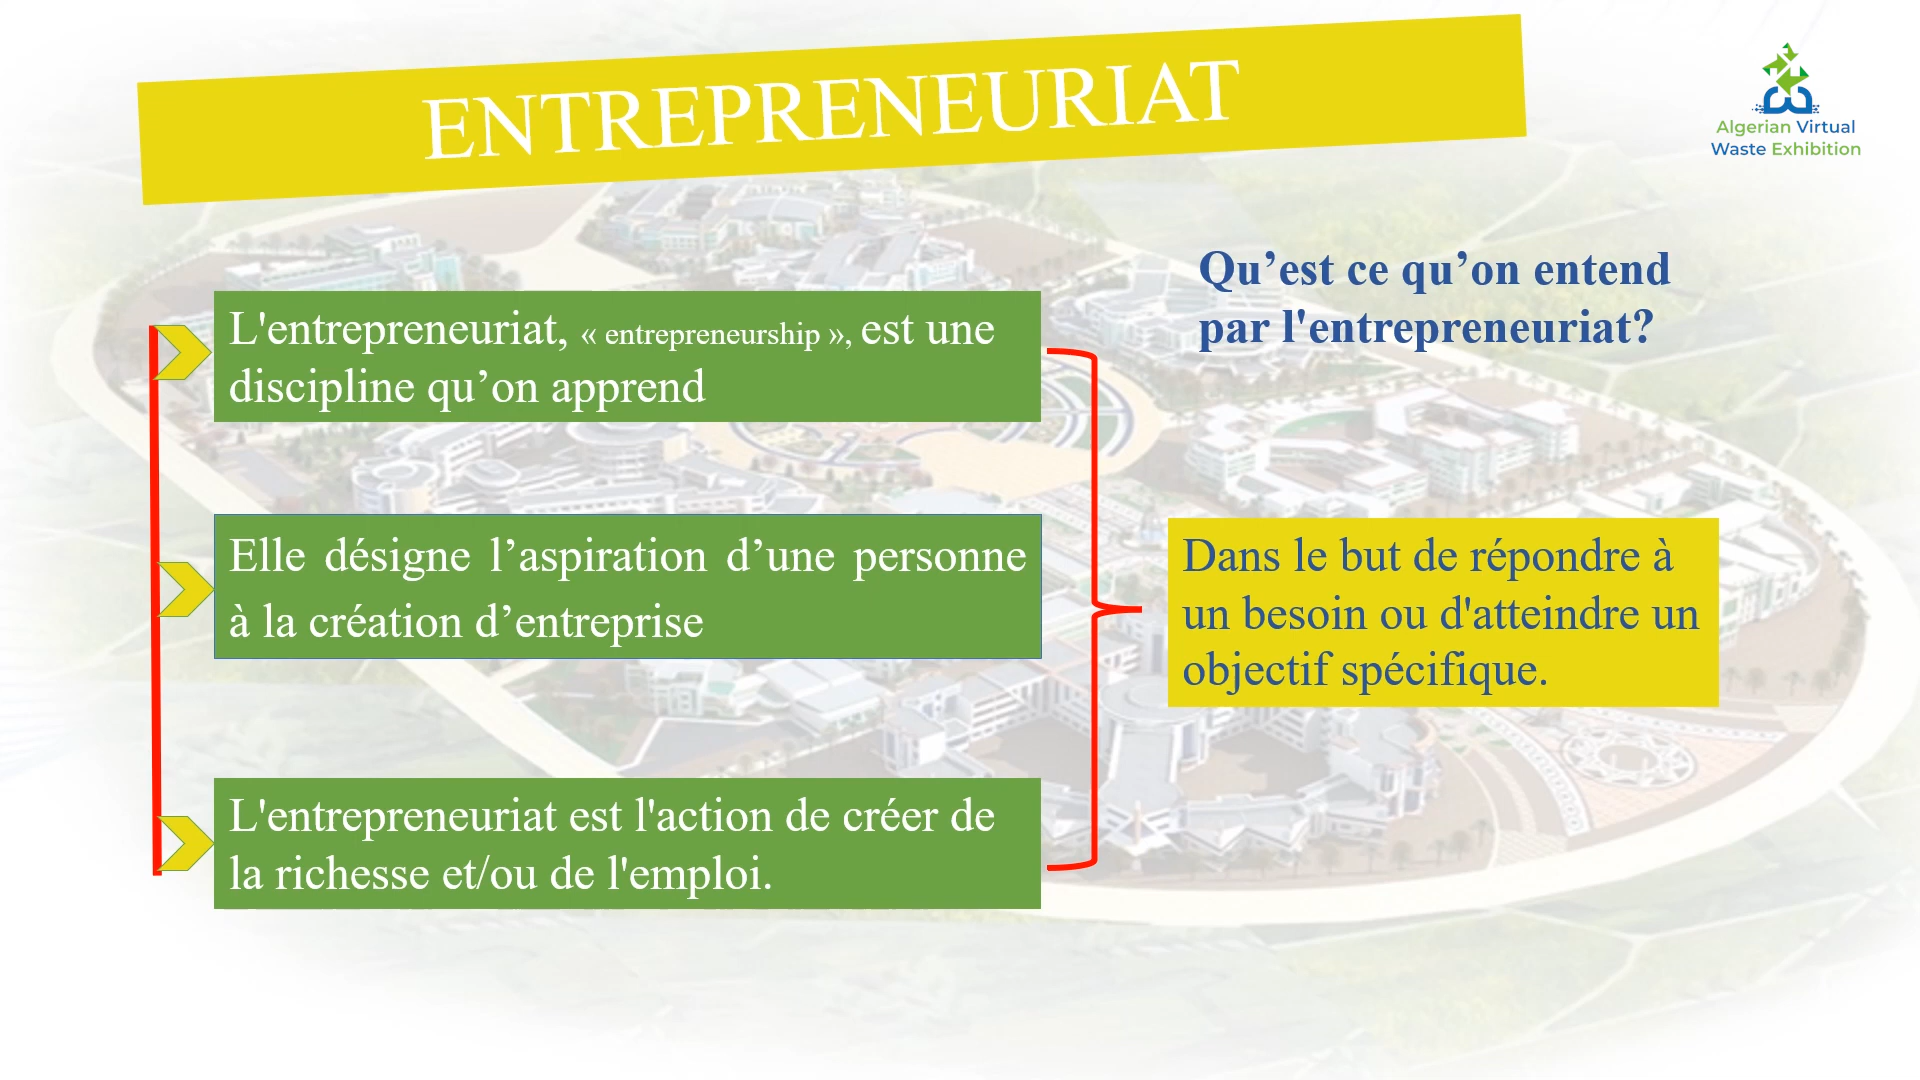 ENTREPRENEURIAT
Algerian Virtual
Waste Exhibition
Qu’est ce qu’on entend
par l'entrepreneuriat?
L'entrepreneuriat, « entrepreneurship », est une
discipline qu’on apprend
Elle désigne l’aspiration d’une personne
à la création d’entreprise
L'entrepreneuriat est l'action de créer de
la richesse et/ou de l'emploi.
Dans le but de répondre à
un besoin ou d'atteindre un
objectif spécifique.